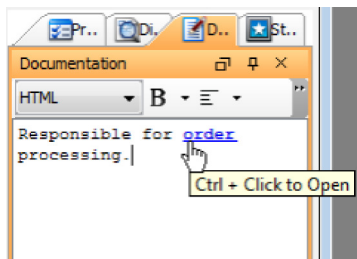 Pr.. Di. D.. St..
Documentation
HTML B
Responsible for order
processing.
Ctrl + Click to Open